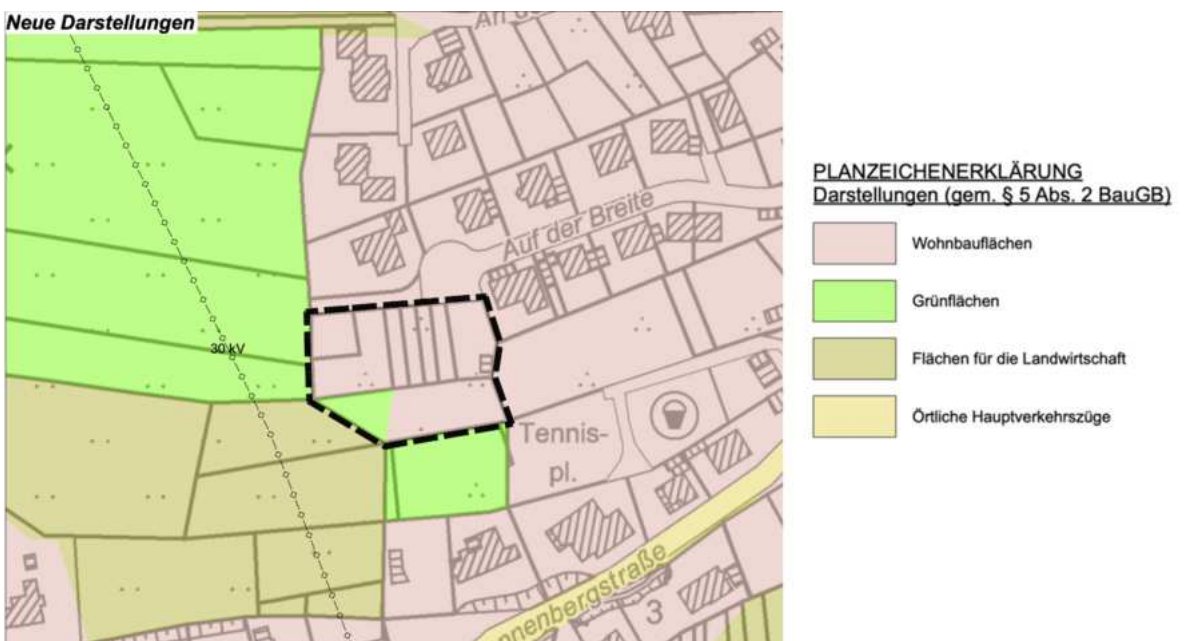 Neue Darstellungen
Auf der Breite
30 kV
Tennis-
pl.
nnenbergstraße
3
PLANZEICHENERKLÄRUNG
Darstellungen (gem. § 5 Abs. 2 BauGB)
Wohnbauflächen
Grünflächen
Flächen für die Landwirtschaft
Örtliche Hauptverkehrszüge